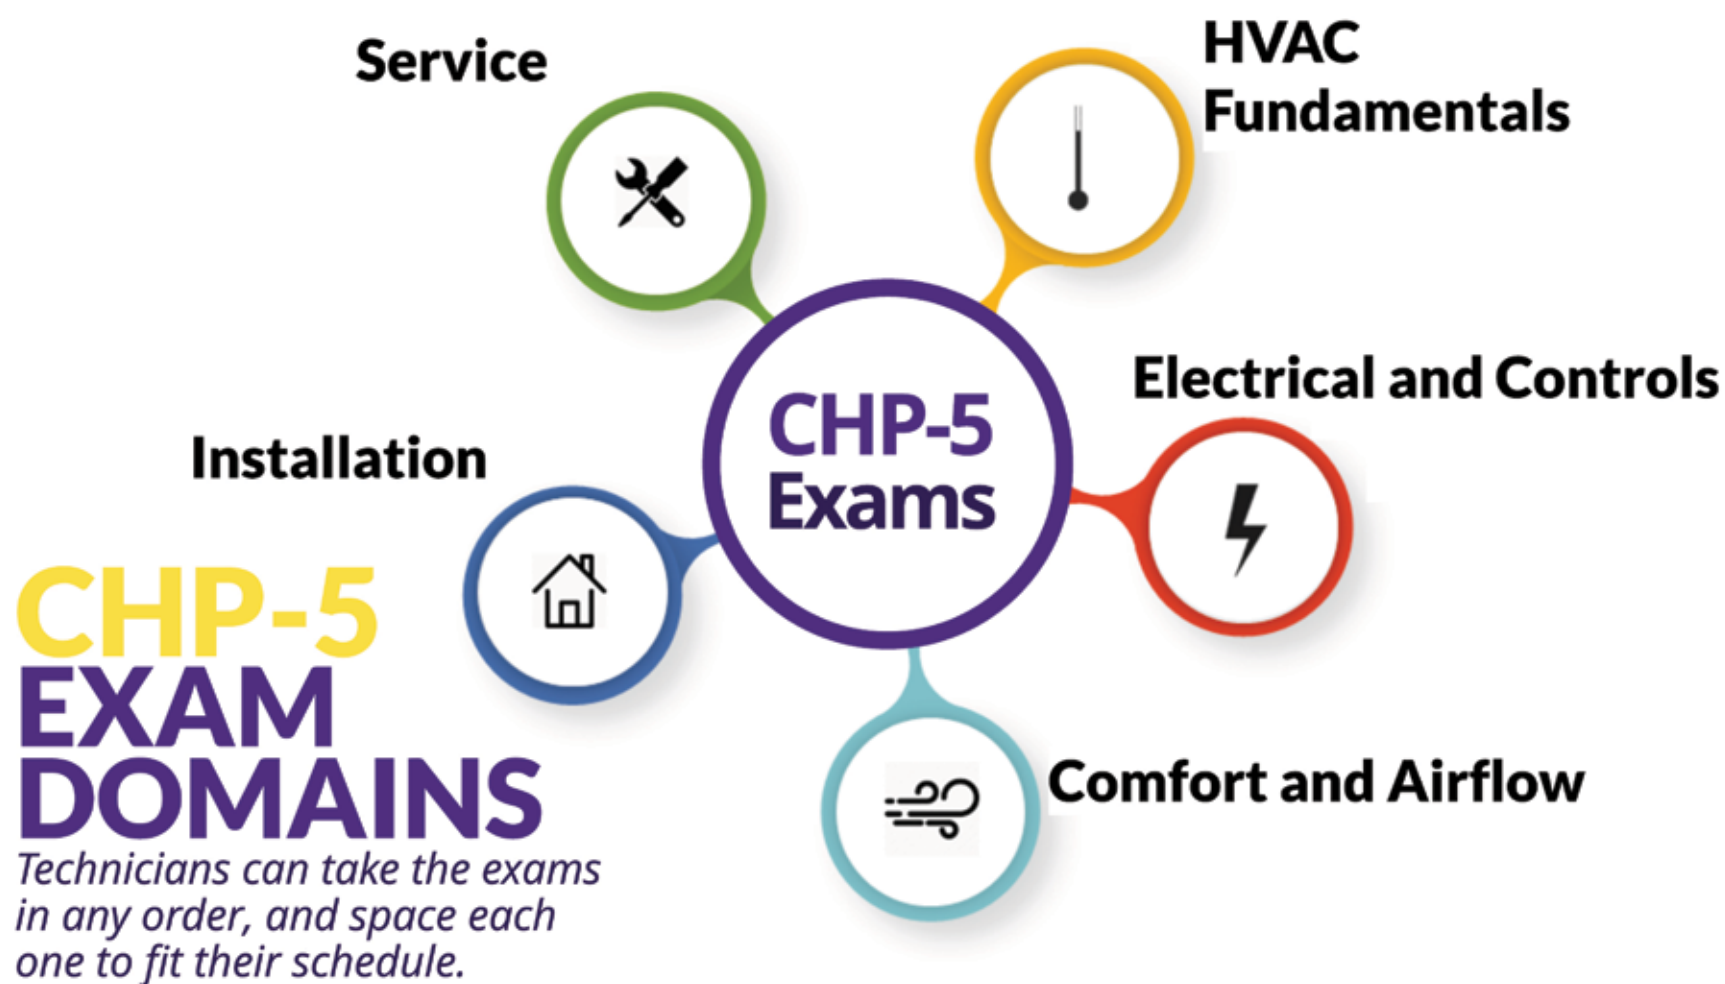 Service
HVAC
Fundamentals
Electrical and Controls
CHP-5
Exams
Installation
Comfort and Airflow
CHP-5
EXAM
DOMAINS
Technicians can take the exams
in any order, and space each
one to fit their schedule.